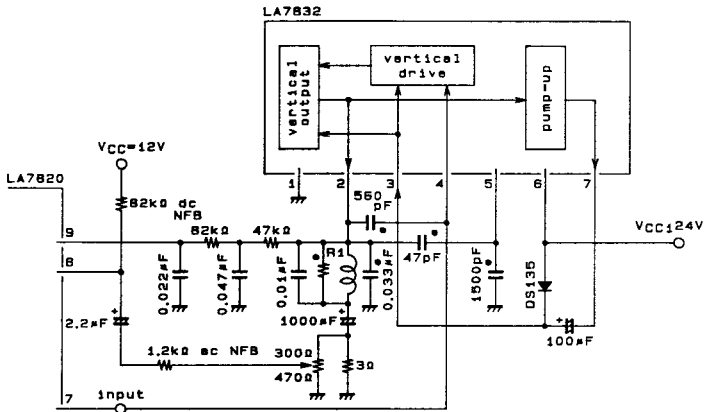 LA7832
vertical
output
vertical
drive
pump-up
VCC=12V
LA7820
1
2
3
4
5
6
7
82kΩ dc
NFB
560
pF
VCC1 24V
9
82kΩ
47kΩ
R1
47pF
8
0.022μF
0.047μF
0.01μF
0.033μF
1500pF
DS135
2.2μF
1000μF
100μF
1.2kΩ ac NFB
300Ω
470Ω
3Ω
7
input